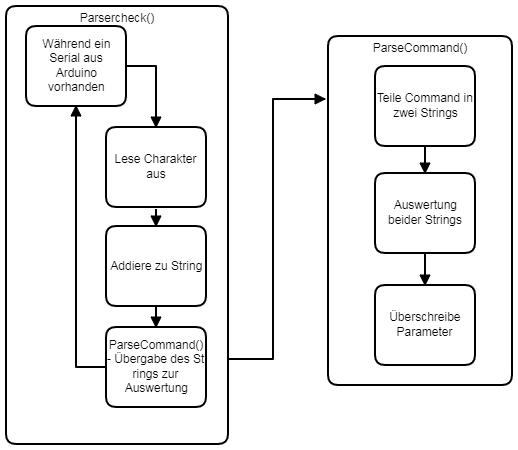 Parsercheck()
Während ein
Serial aus
Arduino
vorhanden
Lese Charakter
aus
Addiere zu String
ParseCommand()
- Übergabe des St
rings zur
Auswertung
ParseCommand()
Teile Command in
zwei Strings
Auswertung
beider Strings
Überschreibe
Parameter